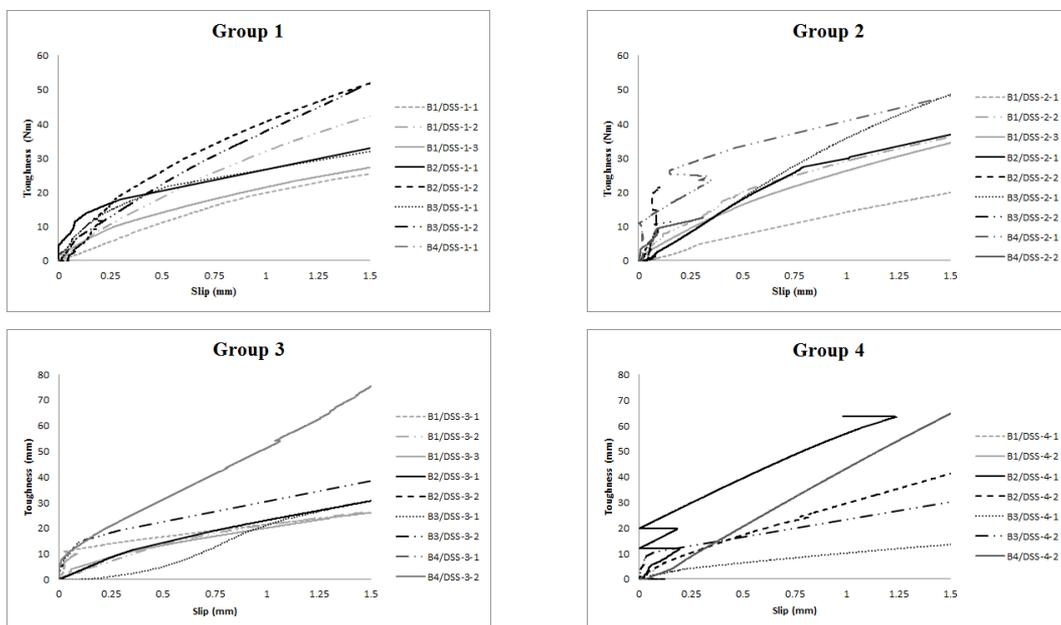 Group 1
60
50
40
30
20
10
0
Toughness (Nm)
0 0.25 0.5 0.75 1 1.25 1.5
Slip (mm)
B1/DSS-1-1
B1/DSS-1-2
B1/DSS-1-3
B2/DSS-1-1
B2/DSS-1-2
B3/DSS-1-1
B3/DSS-1-2
B4/DSS-1-1
Group 2
60
50
40
30
20
10
0
Toughness (Nm)
0 0.25 0.5 0.75 1 1.25 1.5
Slip (mm)
B1/DSS-2-1
B1/DSS-2-2
B1/DSS-2-3
B2/DSS-2-1
B2/DSS-2-2
B3/DSS-2-1
B3/DSS-2-2
B4/DSS-2-1
B4/DSS-2-2
Group 3
80
70
60
50
40
30
20
10
0
Toughness (mm)
0 0.25 0.5 0.75 1 1.25 1.5
Slip (mm)
B1/DSS-3-1
B1/DSS-3-2
B1/DSS-3-3
B2/DSS-3-1
B2/DSS-3-2
B3/DSS-3-1
B3/DSS-3-2
B4/DSS-3-1
B4/DSS-3-2
Group 4
80
70
60
50
40
30
20
10
0
Toughness (mm)
0 0.25 0.5 0.75 1 1.25 1.5
Slip (mm)
B1/DSS-4-1
B1/DSS-4-2
B2/DSS-4-1
B2/DSS-4-2
B3/DSS-4-1
B3/DSS-4-2
B4/DSS-4-2